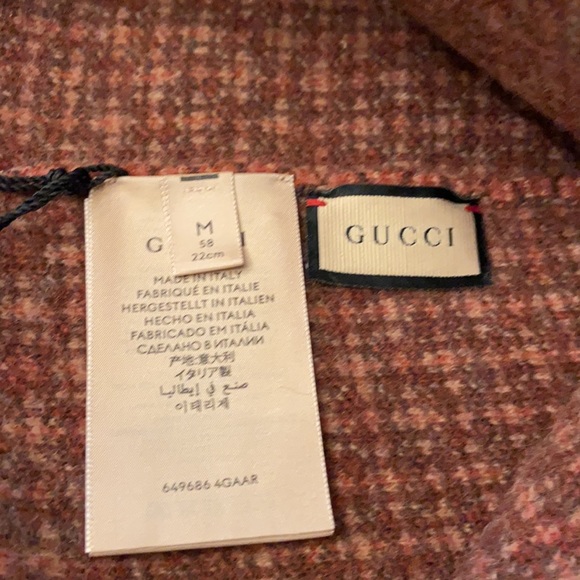 M
58
22cm
G I
GUCCI
MADE IN ITALY
FABRIQUÉ EN ITALIE
HERGESTELLT IN ITALIEN
HECHO EN ITALIA
FABRICADO EM ITÁLIA
СДЕЛАНО В ИТАЛИИ
产地:意大利
イタリア製
صنع في إيطاليا
이태리제
649686 4GAAR